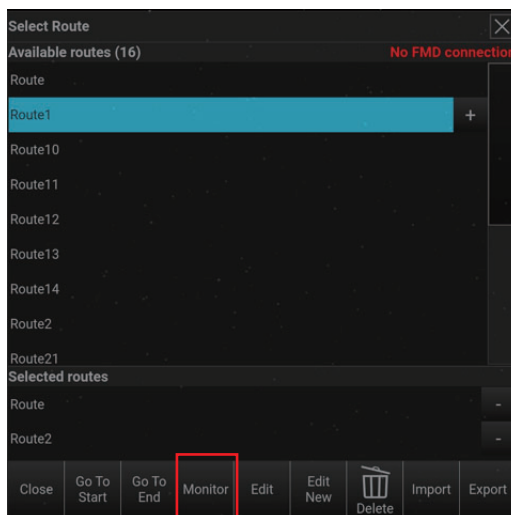 Select Route
Available routes (16)
No FMD connection
Route
Route1
+
Route10
Route11
Route12
Route13
Route14
Route2
Route21
Selected routes
Route
-
Route2
-
Close
Go To
Start
Go To
End
Monitor
Edit
Edit
New
Delete
Import
Export